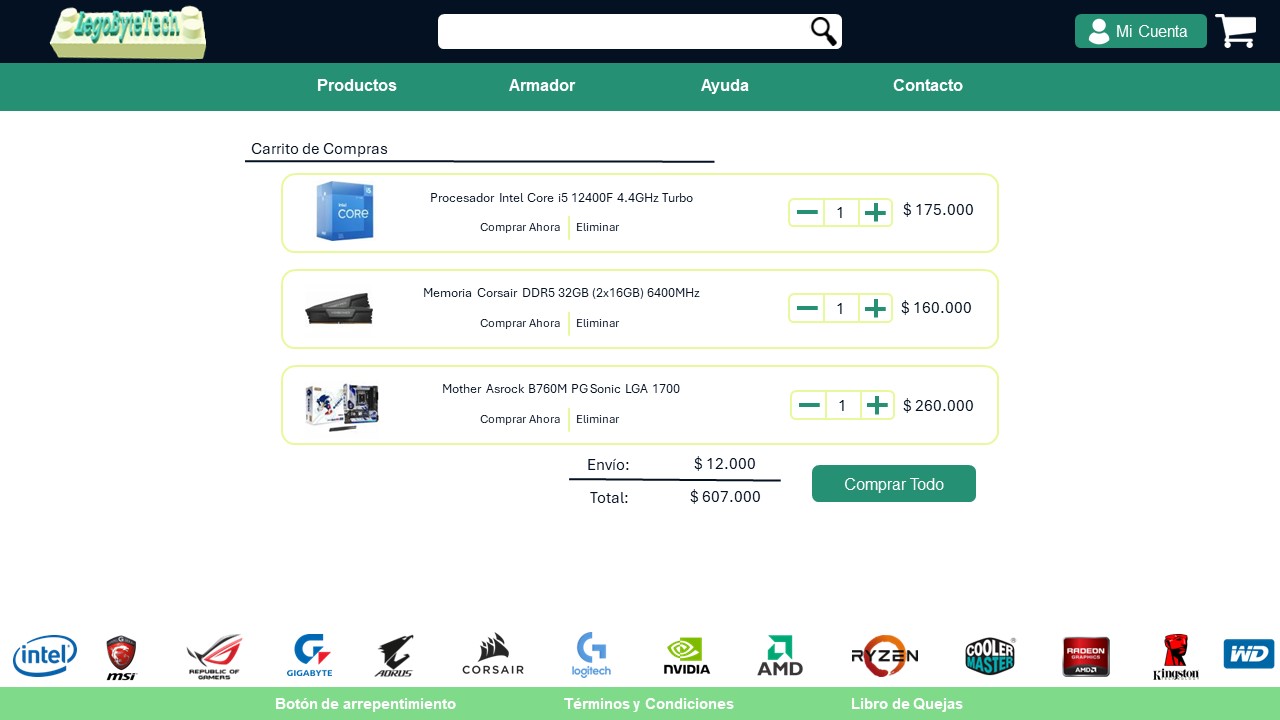 LegoByteTech
Mi Cuenta
Productos Armador Ayuda Contacto
Carrito de Compras
intel
CORE
i5
Procesador Intel Core i5 12400F 4.4GHz Turbo
Comprar Ahora Eliminar
1
$ 175.000
Memoria Corsair DDR5 32GB (2x16GB) 6400MHz
Comprar Ahora Eliminar
1
$ 160.000
Mother Asrock B760M PG Sonic LGA 1700
Comprar Ahora Eliminar
1
$ 260.000
Envío: $ 12.000
Total: $ 607.000
Comprar Todo
intel
msi
REPUBLIC OF
GAMERS
GIGABYTE
AORUS
CORSAIR
logitech
NVIDIA
AMD
RYZEN
COOLER
MASTER
RADEON
GRAPHICS
AMD
Kingston
TECHNOLOGY
WD
Botón de arrepentimiento Términos y Condiciones Libro de Quejas